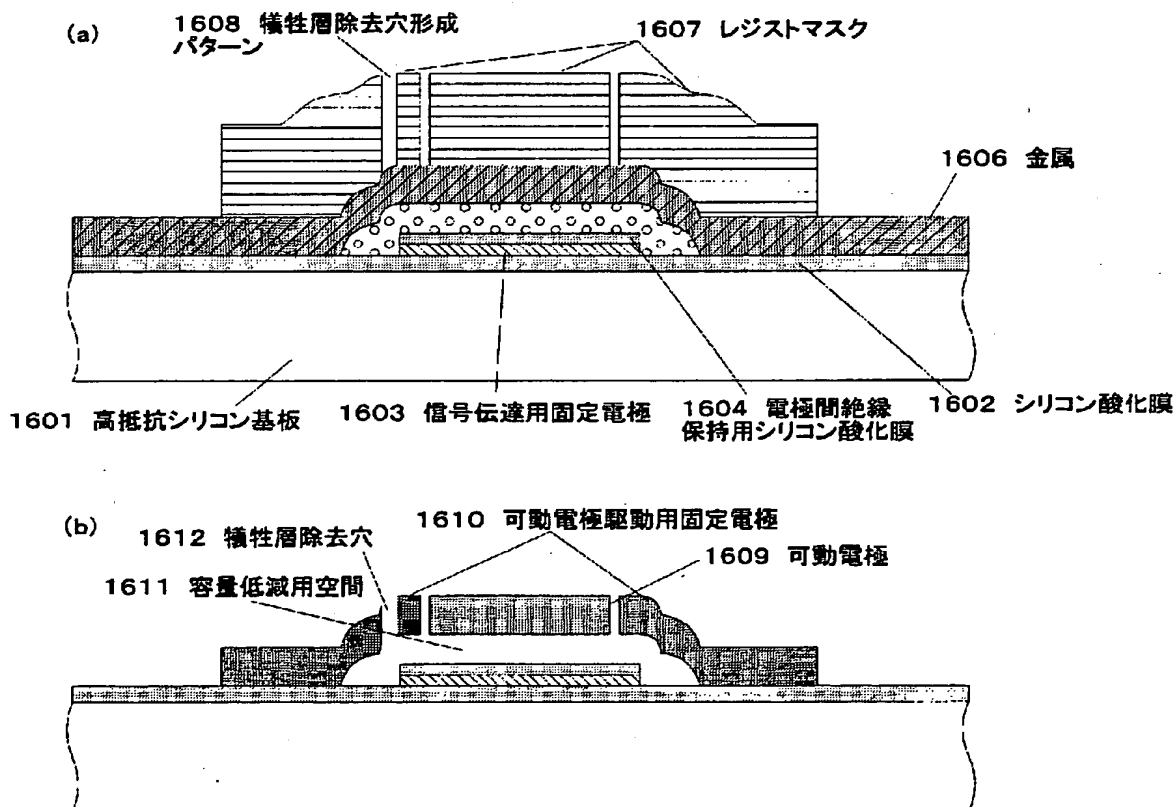 (a)
1608 犠牲層除去穴形成
パターン
1607 レジストマスク
1606 金属
1601 高抵抗シリコン基板
1603 信号伝達用固定電極
1604 電極間絶縁
保持用シリコン酸化膜
1602 シリコン酸化膜
(b)
1612 犠牲層除去穴
1610 可動電極駆動用固定電極
1609 可動電極
1611 容量低減用空間